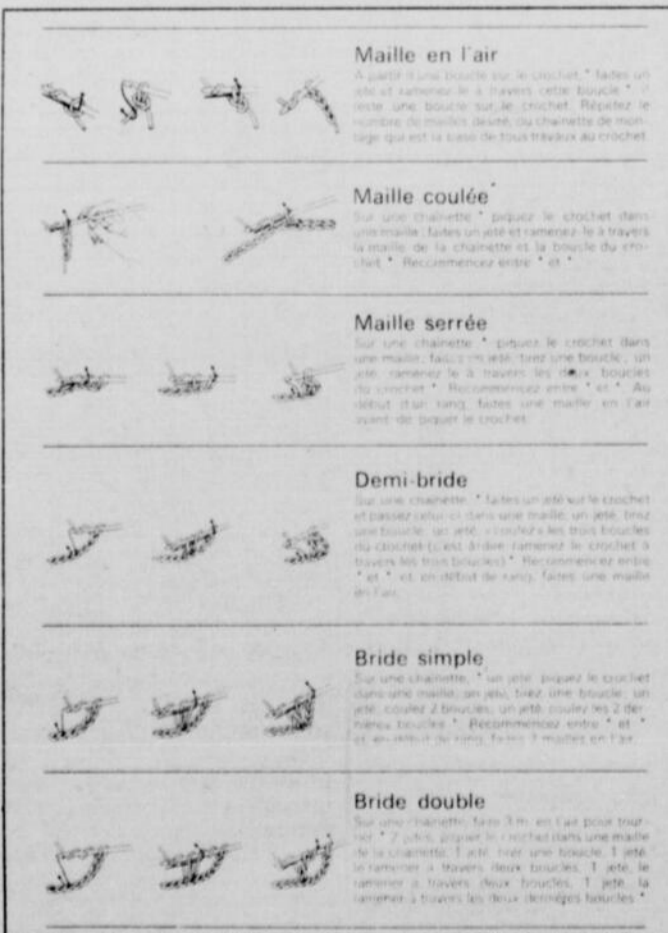 Maille en l'air
A partir d'une boucle sur le crochet, * faites un
jeté et ramenez-le à travers cette boucle *. Il
reste une boucle sur le crochet. Répétez le
nombre de mailles désiré, ou chaînette de mon-
tage qui est la base de tous travaux au crochet.
Maille coulée
Sur une chaînette * piquez le crochet dans
une maille, faites un jeté et ramenez-le à travers
la maille de la chaînette et la boucle du cro-
chet *. Recommencez entre * et *.
Maille serrée
Sur une chaînette * piquez le crochet dans
une maille, faites un jeté, tirez une boucle, un
jeté, ramenez-le à travers les deux boucles
du crochet *. Recommencez entre * et *. Au
début d'un rang, faites une maille en l'air
avant de piquer le crochet.
Demi-bride
Sur une chaînette, * faites un jeté sur le crochet
et passez celui-ci dans une maille, un jeté, tirez
une boucle, un jeté, «coulez» les trois boucles
du crochet (c'est-à-dire ramenez le crochet à
travers les trois boucles) *. Recommencez entre
* et * et, en début de rang, faites une maille
en l'air.
Bride simple
Sur une chaînette, * un jeté, piquez le crochet
dans une maille, un jeté, tirez une boucle, un
jeté, coulez 2 boucles, un jeté, coulez les 2 der-
nières boucles *. Recommencez entre * et *
et, en début de rang, faites 2 mailles en l'air.
Bride double
Sur une chaînette, faire 3 m. en l'air pour tour-
ner. * 2 jetés, piquer le crochet dans une maille
de la chaînette, 1 jeté, tirer une boucle, 1 jeté,
le ramener à travers deux boucles, 1 jeté, le
ramener à travers deux boucles, 1 jeté, la
ramener à travers les deux dernières boucles *.